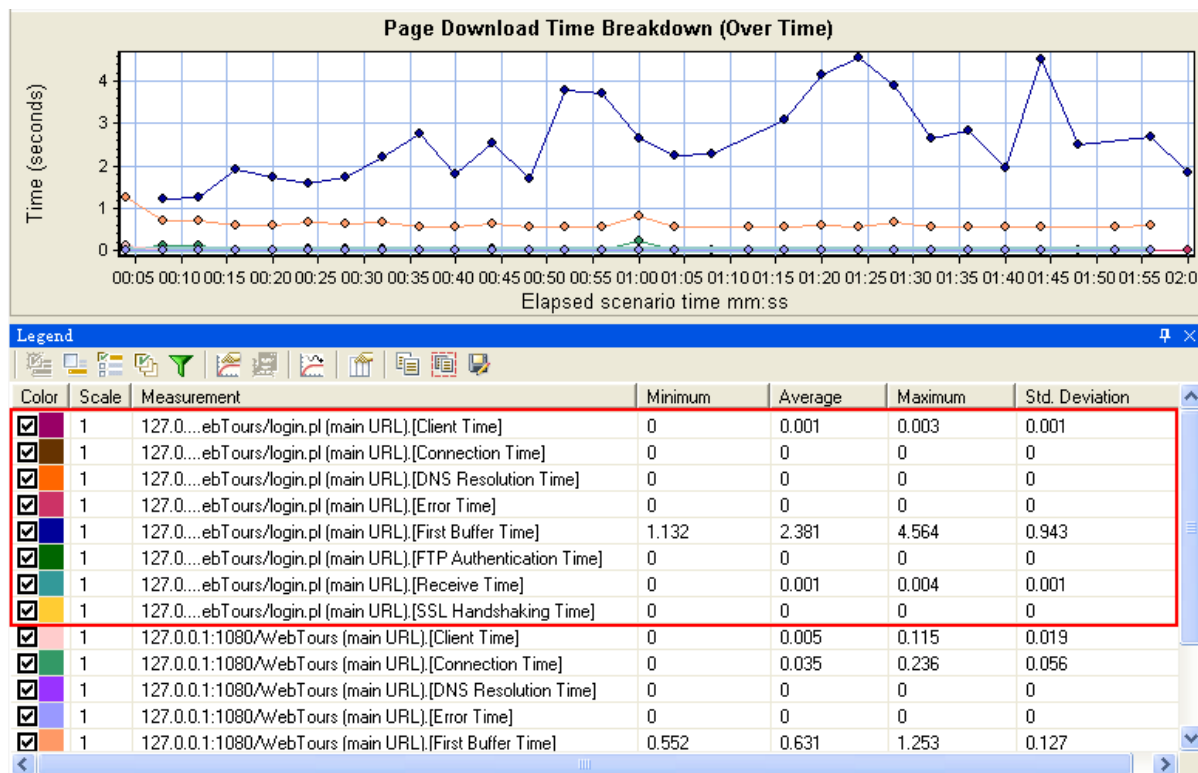 Page Download Time Breakdown (Over Time)
Time (seconds)
4
3
2
1
0
00:05 00:10 00:15 00:20 00:25 00:30 00:35 00:40 00:45 00:50 00:55 01:00 01:05 01:10 01:15 01:20 01:25 01:30 01:35 01:40 01:45 01:50 01:55 02:0
Elapsed scenario time mm:ss
Legend
Color Scale Measurement Minimum Average Maximum Std. Deviation
1 127.0....ebTours/login.pl (main URL).[Client Time] 0 0.001 0.003 0.001
1 127.0....ebTours/login.pl (main URL).[Connection Time] 0 0 0 0
1 127.0....ebTours/login.pl (main URL).[DNS Resolution Time] 0 0 0 0
1 127.0....ebTours/login.pl (main URL).[Error Time] 0 0 0 0
1 127.0....ebTours/login.pl (main URL).[First Buffer Time] 1.132 2.381 4.564 0.943
1 127.0....ebTours/login.pl (main URL).[FTP Authentication Time] 0 0 0 0
1 127.0....ebTours/login.pl (main URL).[Receive Time] 0 0.001 0.004 0.001
1 127.0....ebTours/login.pl (main URL).[SSL Handshaking Time] 0 0 0 0
1 127.0.0.1:1080/WebTours (main URL).[Client Time] 0 0.005 0.115 0.019
1 127.0.0.1:1080/WebTours (main URL).[Connection Time] 0 0.035 0.236 0.056
1 127.0.0.1:1080/WebTours (main URL).[DNS Resolution Time] 0 0 0 0
1 127.0.0.1:1080/WebTours (main URL).[Error Time] 0 0 0 0
1 127.0.0.1:1080/WebTours (main URL).[First Buffer Time] 0.552 0.631 1.253 0.127